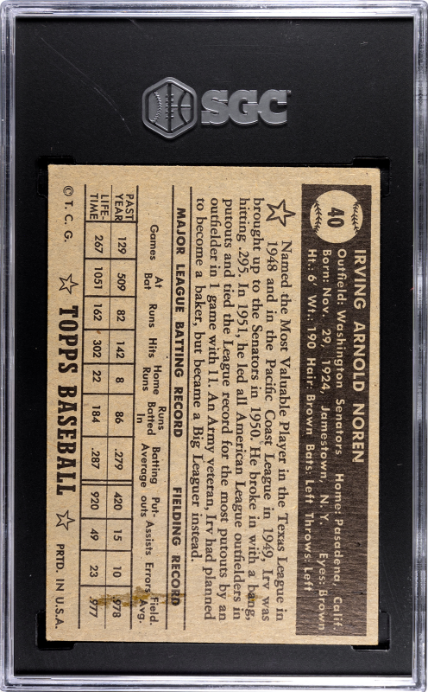 SGC
40
IRVING ARNOLD NOREN
Outfield: Washington Senators Home: Pasadena, Calif.
Born: Nov. 29, 1924, Jamestown, N. Y. Eyes: Brown
Ht.: 6' Wt.: 190 Hair: Brown Bats: Left Throws: Left
Named the Most Valuable Player in the Texas League in
1948 and in the Pacific Coast League in 1949, Irv was
brought up to the Senators in 1950. He broke in with a bang,
hitting .295. In 1951, he led all American League outfielders in
putouts and tied the League record for the most putouts by an
outfielder in 1 game with 11. An Army veteran, Irv had planned
to become a baker, but became a Big Leaguer instead.
MAJOR LEAGUE BATTING RECORD FIELDING RECORD
Games At Bat Runs Hits Home Runs Runs Batted In Batting Average Put-outs Assists Errors Field. Avg.
PAST YEAR 129 509 82 142 8 86 .279 420 15 10 .978
LIFE-TIME 267 1051 162 302 22 184 .287 920 49 23 .977
© T. C. G. TOPPS BASEBALL PRTD. IN U.S.A.